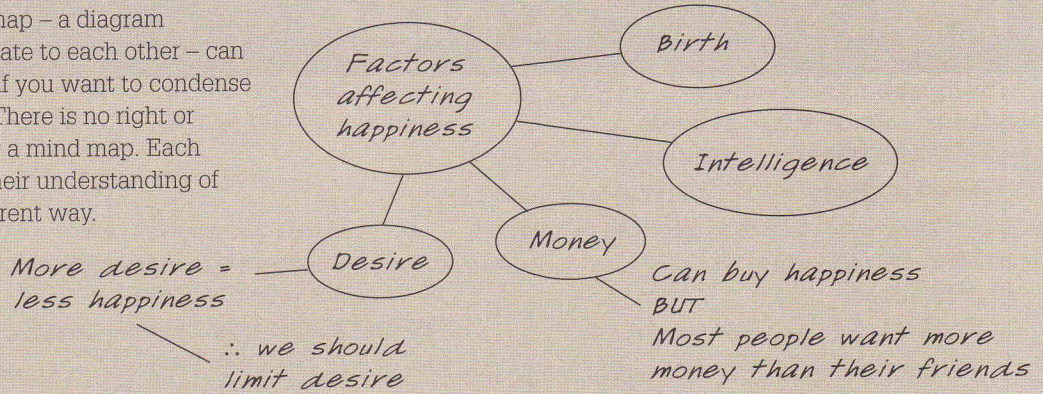 map – a diagram
ate to each other – can
if you want to condense
There is no right or
a mind map. Each
heir understanding of
rent way.
Factors
affecting
happiness
Birth
Intelligence
Money
Desire
More desire =
less happiness
∴ we should
limit desire
Can buy happiness
BUT
Most people want more
money than their friends